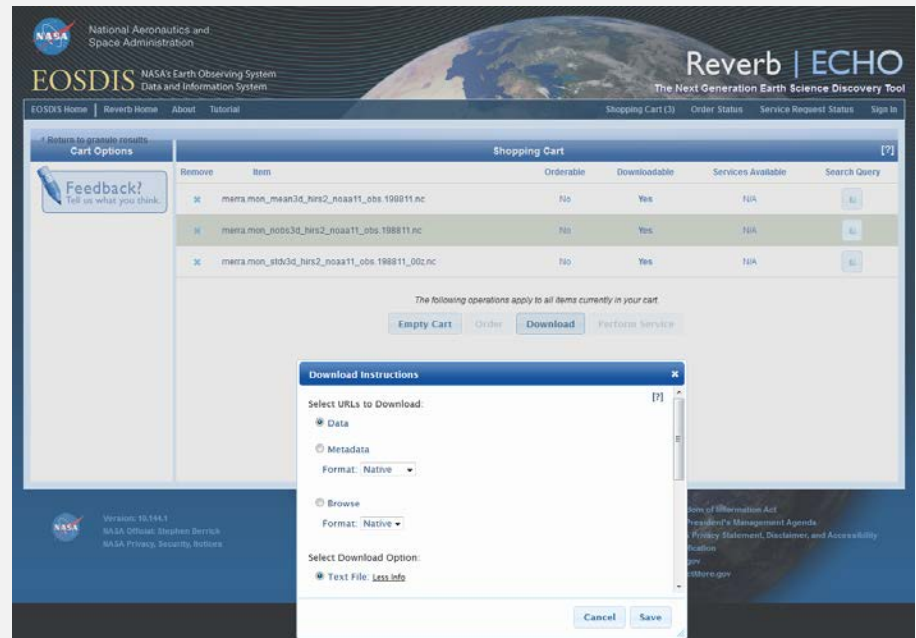 NASA
National Aeronautics and
Space Administration
EOSDIS NASA's Earth Observing System
Data and Information System
Reverb | ECHO
The Next Generation Earth Science Discovery Tool
EOSDIS Home | Reverb Home About Tutorial Shopping Cart (3) Order Status Service Request Status Sign In
Return to granule results
Cart Options Shopping Cart [?]
Feedback!
Tell us what you think.
Remove Item Orderable Downloadable Services Available Search Query
merra.mon_mean3d_hirs2_noaa11_obs.198811.nc No Yes N/A
merra.mon_nobs3d_hirs2_noaa11_obs.198811.nc No Yes N/A
merra.mon_stdv3d_hirs2_noaa11_obs.198811_00z.nc No Yes N/A
The following operations apply to all items currently in your cart
Empty Cart Order Download Perform Service
Download Instructions
[?]
Select URLs to Download:
Data
Metadata
Format: Native
Browse
Format: Native
Select Download Option:
Text File: Less Info
Cancel Save
NASA
Version: 10.144.1
NASA Official: Stephen Berrick
NASA Privacy, Security, Notices
of Information Act
President's Management Agenda
Privacy Statement, Disclaimer, and Accessibility